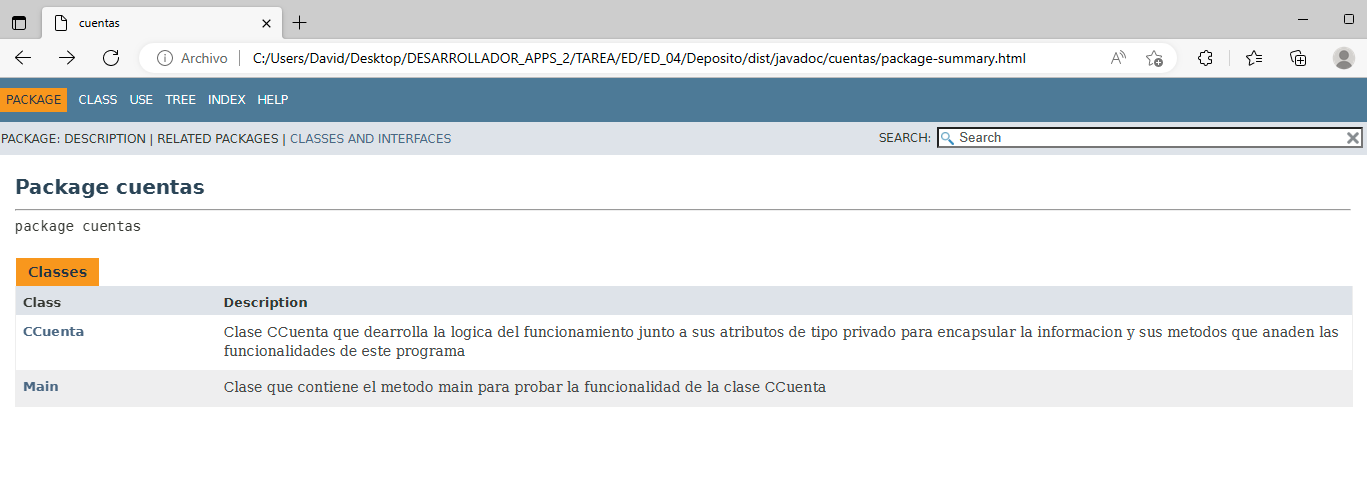 cuentas
Archivo C:/Users/David/Desktop/DESARROLLADOR_APPS_2/TAREA/ED/ED_04/Deposito/dist/javadoc/cuentas/package-summary.html
PACKAGE CLASS USE TREE INDEX HELP
PACKAGE: DESCRIPTION | RELATED PACKAGES | CLASSES AND INTERFACES SEARCH: Search
Package cuentas
package cuentas
Classes
Class Description
CCuenta Clase CCuenta que dearrolla la logica del funcionamiento junto a sus atributos de tipo privado para encapsular la informacion y sus metodos que anaden las
funcionalidades de este programa
Main Clase que contiene el metodo main para probar la funcionalidad de la clase CCuenta